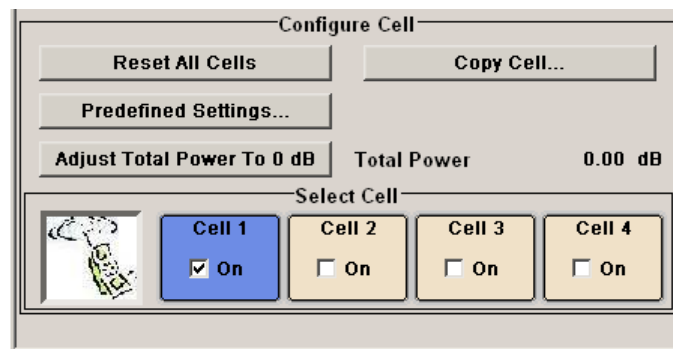 Configure Cell
Reset All Cells Copy Cell...
Predefined Settings...
Adjust Total Power To 0 dB Total Power 0.00 dB
Select Cell
Cell 1 Cell 2 Cell 3 Cell 4
On On On On